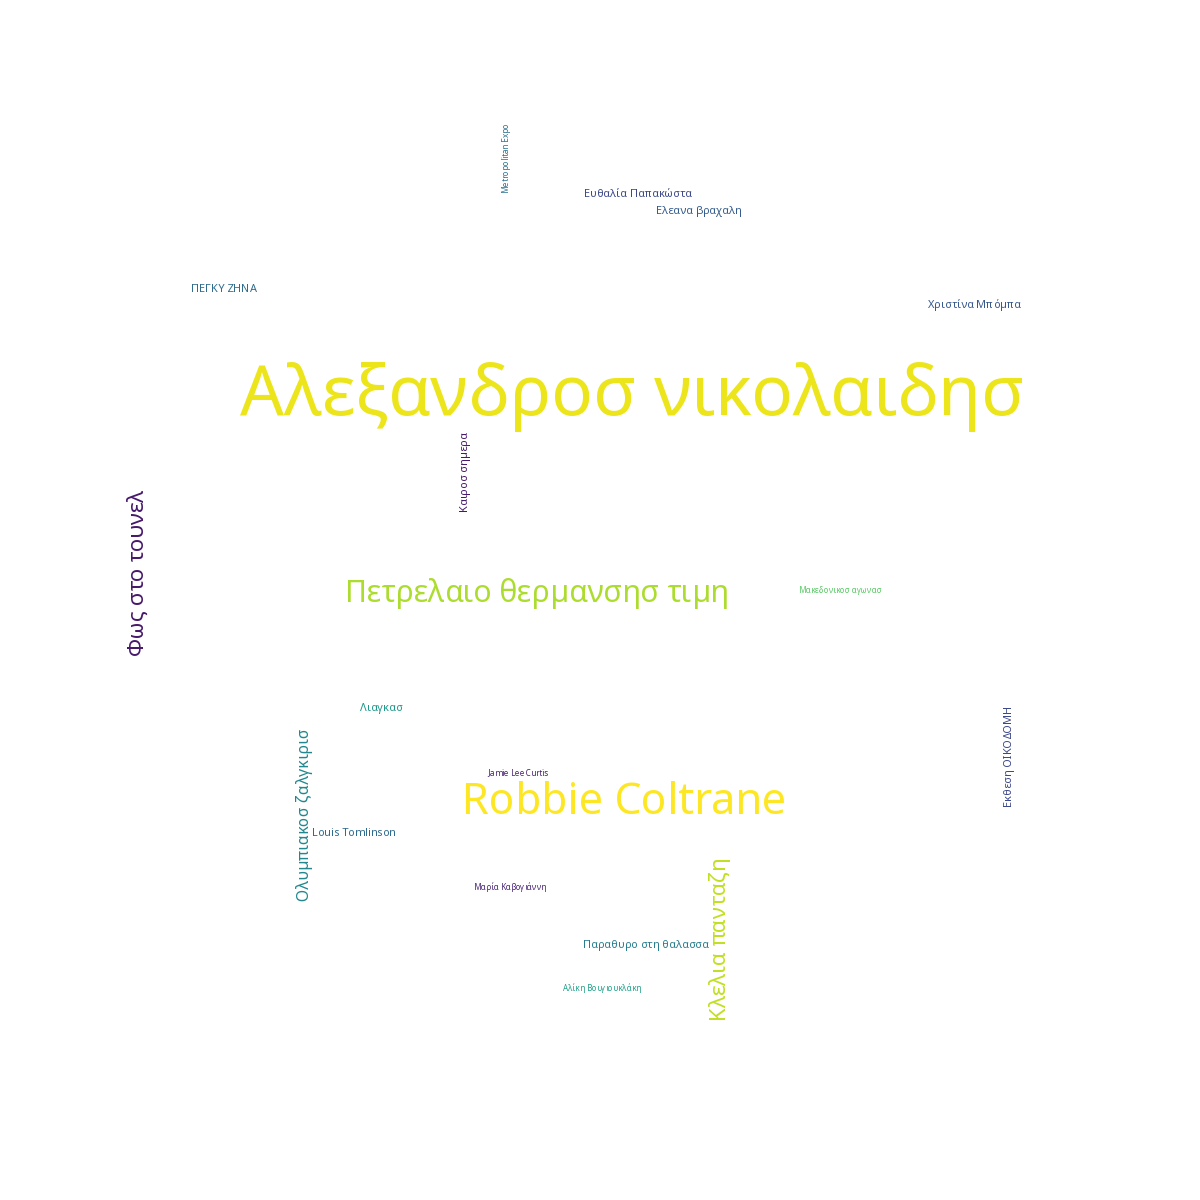 Metropolitan Expo
Ευθαλία Παπακώστα
Ελεανα βραχαλη
ΠΕΓΚΥ ΖΗΝΑ
Χριστίνα Μπόμπα
Αλεξανδροσ νικολαιδησ
Καιροσ σημερα
Φως στο τουνελ
Πετρελαιο θερμανσησ τιμη
Μακεδονικοσ αγωνασ
Λιαγκασ
Εκθεση ΟΙΚΟΔΟΜΗ
Ολυμπιακοσ ζαλγκιρισ
Jamie Lee Curtis
Robbie Coltrane
Louis Tomlinson
Μαρία Καβογιάννη
Κλελια πανταζη
Παραθυρο στη θαλασσα
Αλίκη Βουγιουκλάκη